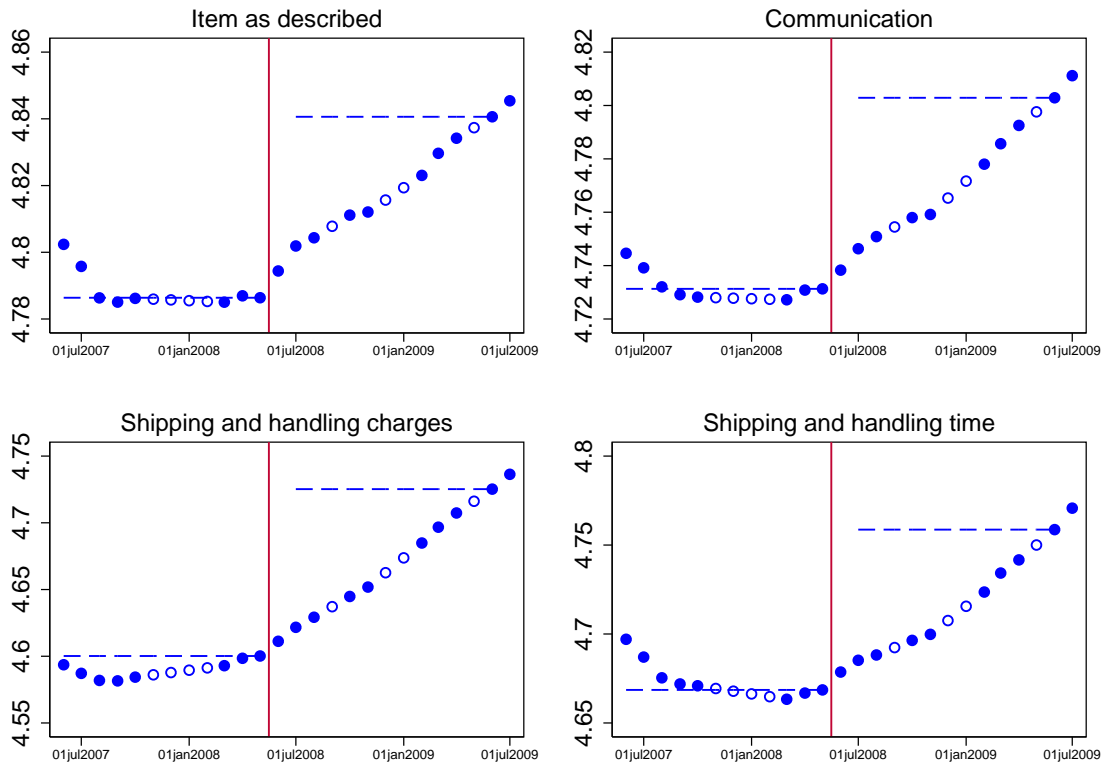 Item as described
4.86
4.84
4.82
4.8
4.78
01jul2007 01jan2008 01jul2008 01jan2009 01jul2009
Communication
4.82
4.8
4.78
4.76
4.74
4.72
01jul2007 01jan2008 01jul2008 01jan2009 01jul2009
Shipping and handling charges
4.75
4.7
4.65
4.6
4.55
01jul2007 01jan2008 01jul2008 01jan2009 01jul2009
Shipping and handling time
4.8
4.75
4.7
4.65
01jul2007 01jan2008 01jul2008 01jan2009 01jul2009